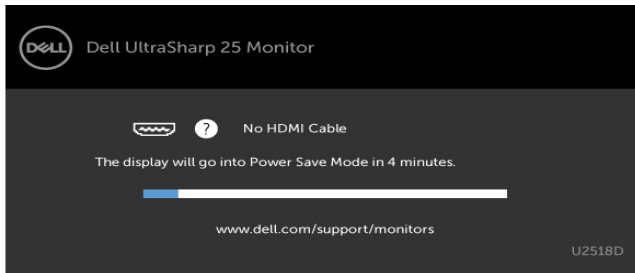 DELL
Dell UltraSharp 25 Monitor
? No HDMI Cable
The display will go into Power Save Mode in 4 minutes.
www.dell.com/support/monitors
U2518D